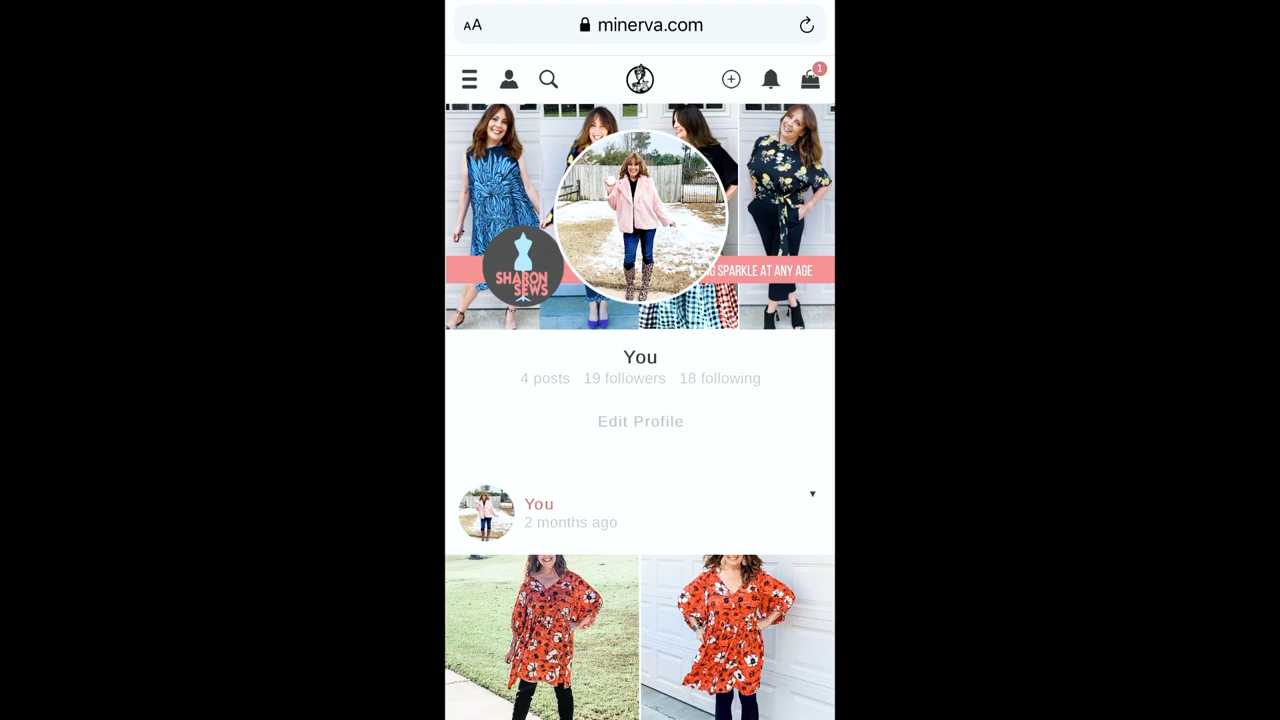 AA minerva.com
1
SHARON
SEWS
SPARKLE AT ANY AGE
You
4 posts 19 followers 18 following
Edit Profile
You
2 months ago